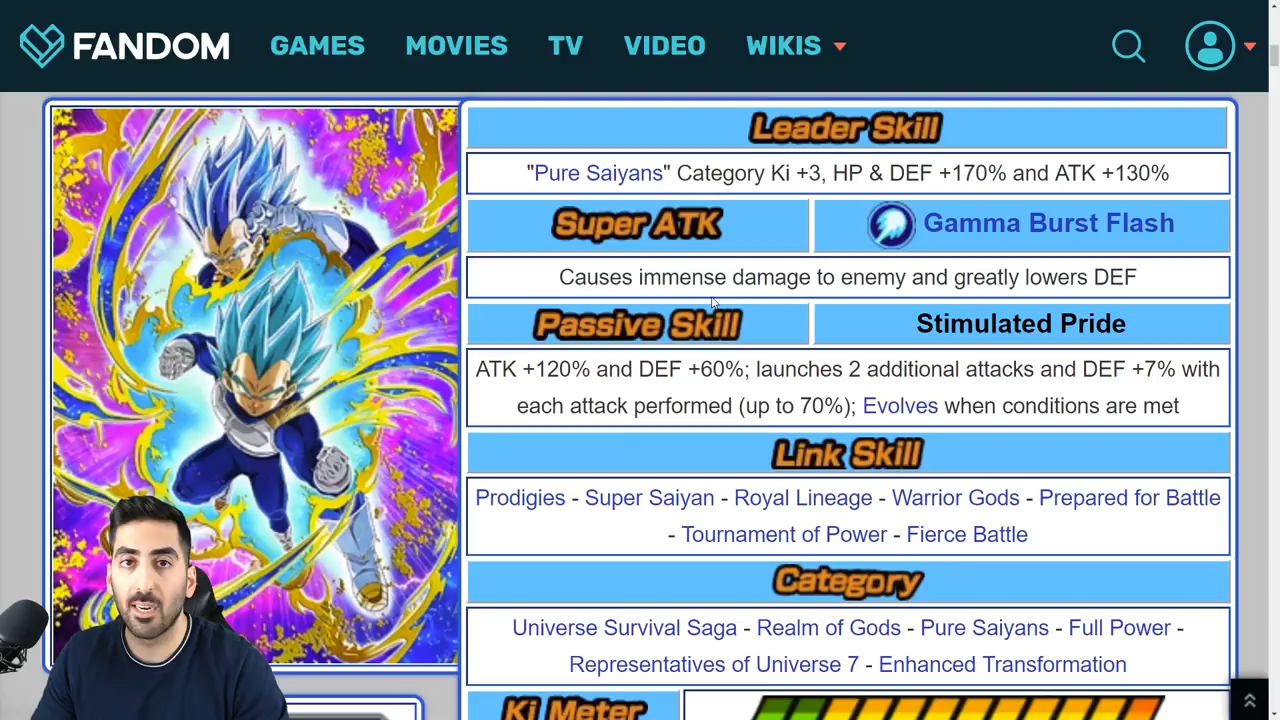 FANDOM GAMES MOVIES TV VIDEO WIKIS
Leader Skill
"Pure Saiyans" Category Ki +3, HP & DEF +170% and ATK +130%
Super ATK Gamma Burst Flash
Causes immense damage to enemy and greatly lowers DEF
Passive Skill Stimulated Pride
ATK +120% and DEF +60%; launches 2 additional attacks and DEF +7% with
each attack performed (up to 70%); Evolves when conditions are met
Link Skill
Prodigies - Super Saiyan - Royal Lineage - Warrior Gods - Prepared for Battle
- Tournament of Power - Fierce Battle
Category
Universe Survival Saga - Realm of Gods - Pure Saiyans - Full Power -
Representatives of Universe 7 - Enhanced Transformation
Ki Meter